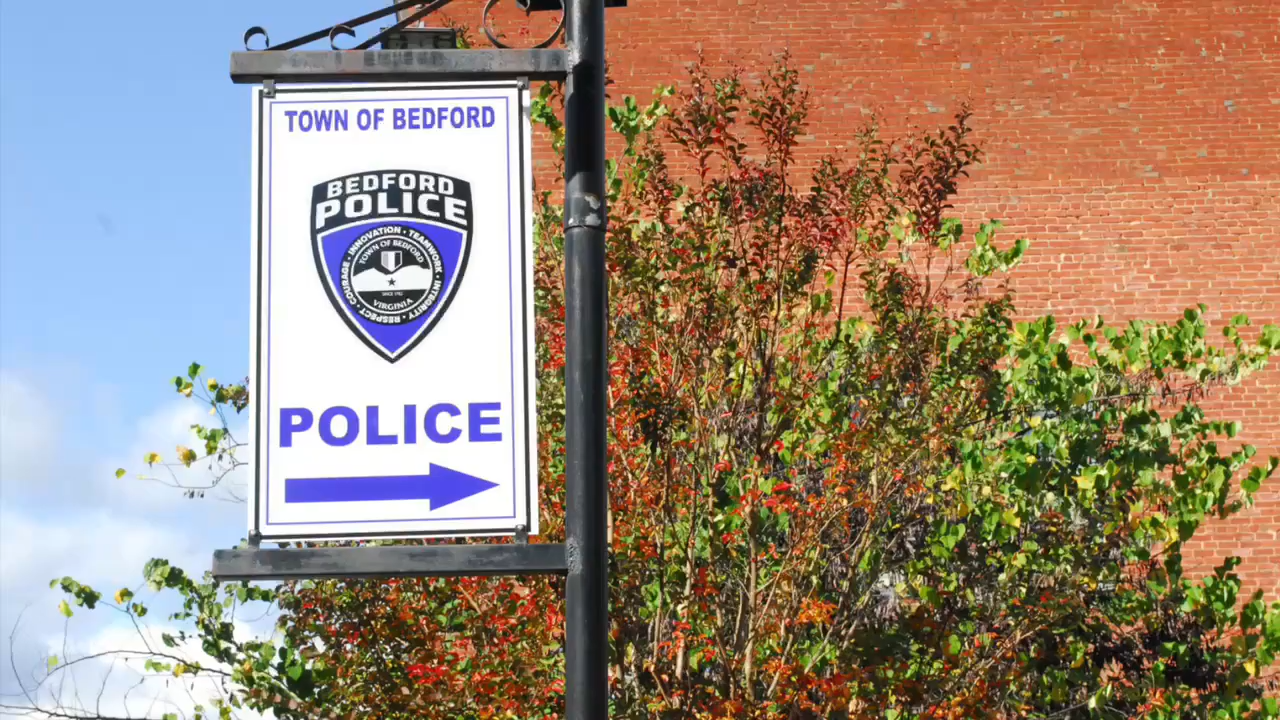 TOWN OF BEDFORD
BEDFORD
POLICE
COURAGE • INNOVATION • TEAMWORK • INTEGRITY • RESPECT •
TOWN OF BEDFORD
VIRGINIA
POLICE